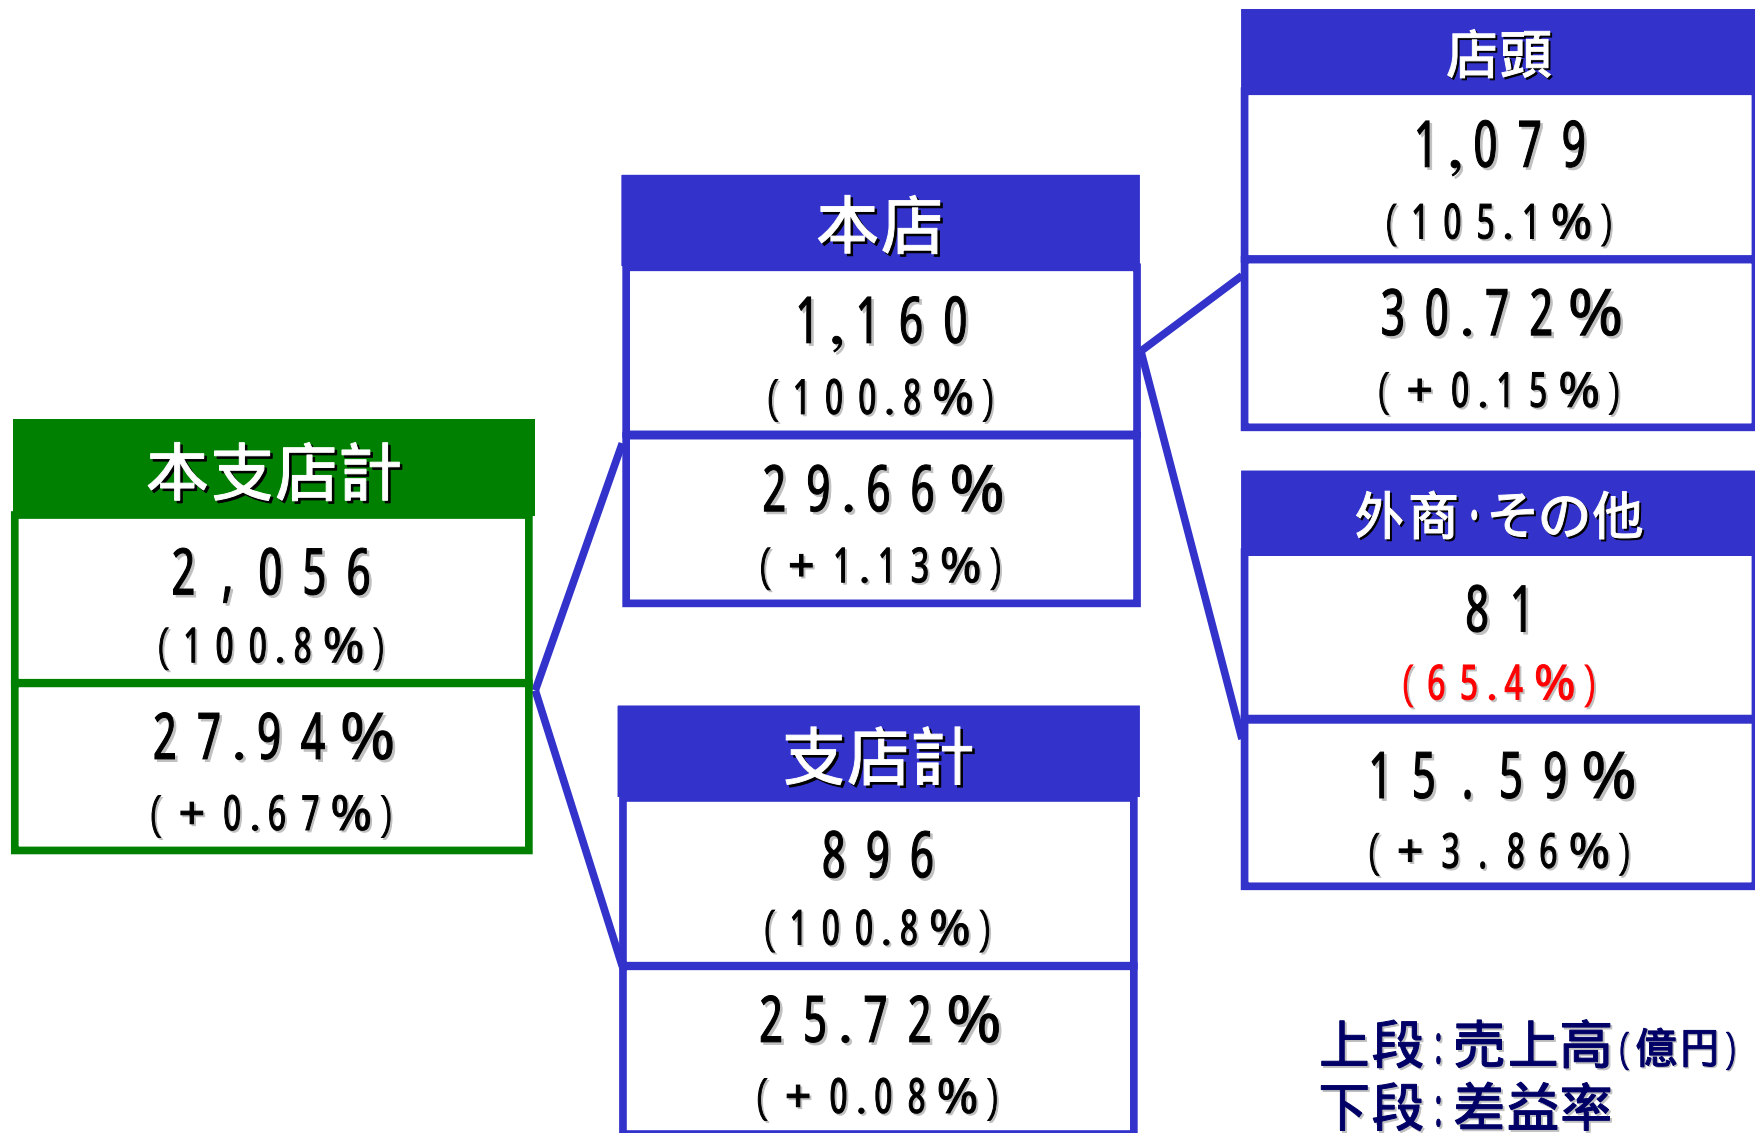 本支店計
2,056
(100.8%)
27.94%
(+0.67%)
本店
1,160
(100.8%)
29.66%
(+1.13%)
支店計
896
(100.8%)
25.72%
(+0.08%)
店頭
1,079
(105.1%)
30.72%
(+0.15%)
外商・その他
81
(65.4%)
15.59%
(+3.86%)
上段:売上高(億円)
下段:差益率